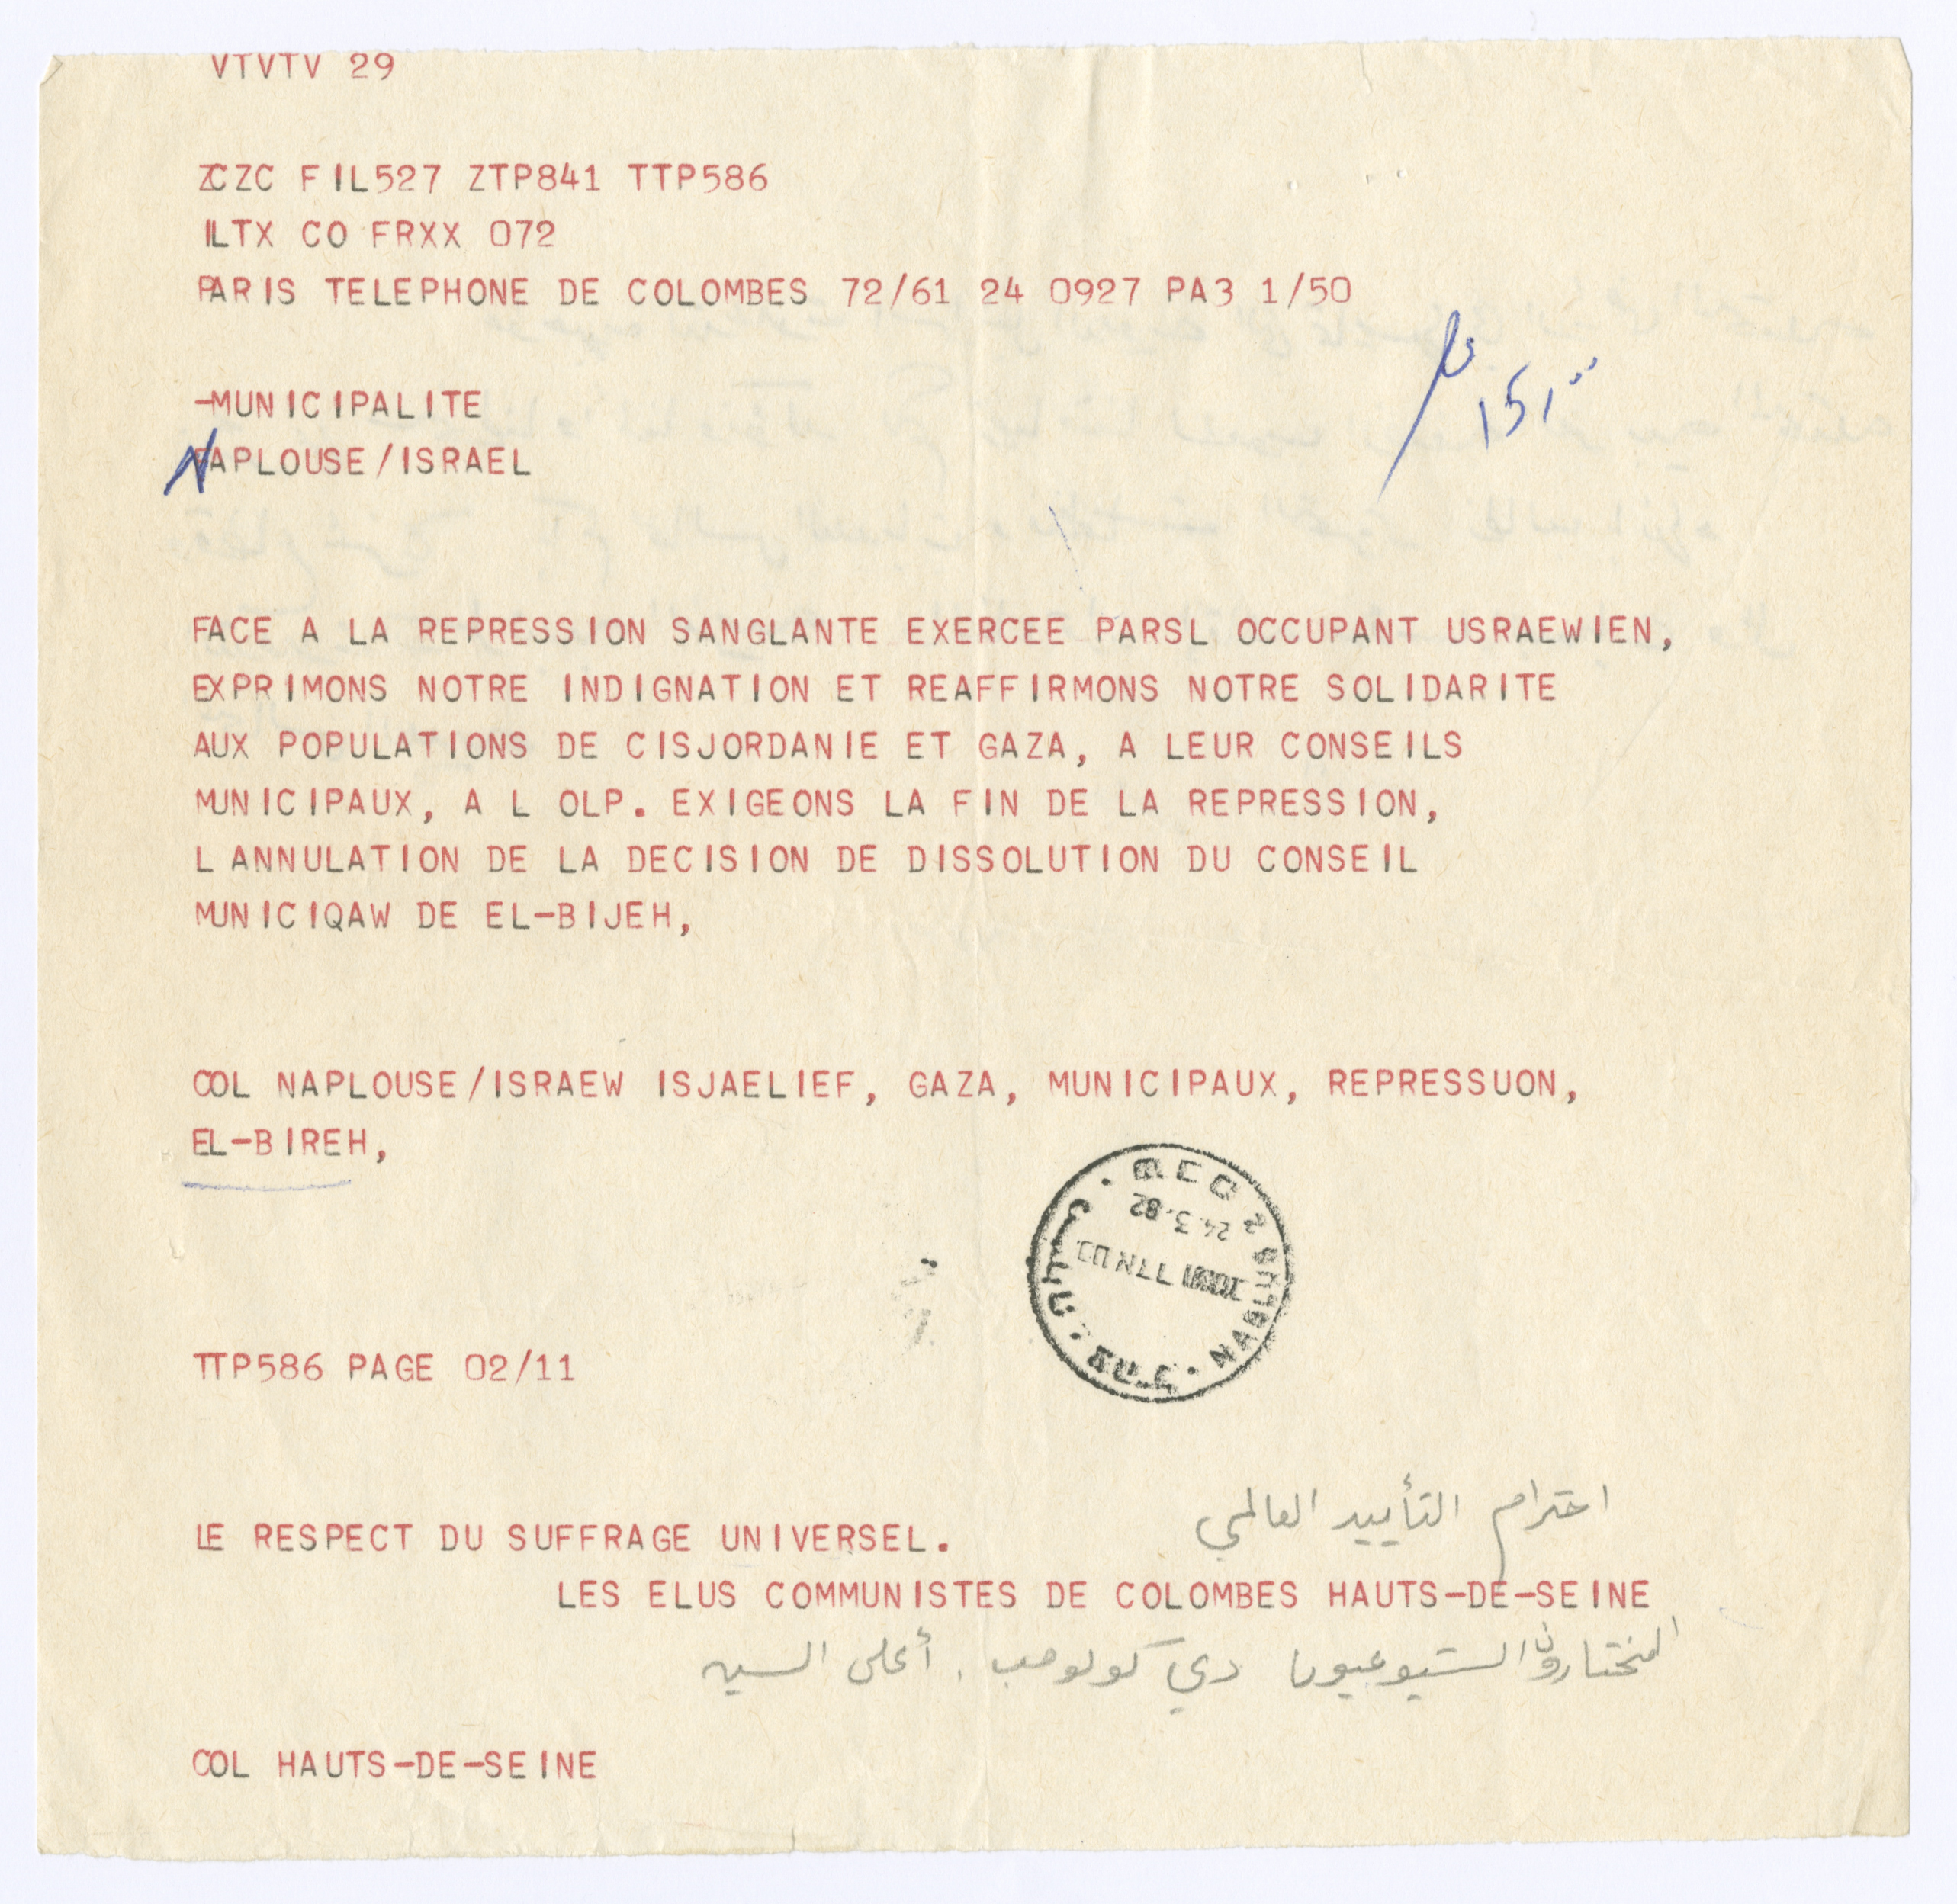 VTVTV 29
ZCZC FIL527 ZTP841 TTP586
ILTX CO FRXX 072
PARIS TELEPHONE DE COLOMBES 72/61 24 0927 PA3 1/50
-MUNICIPALITE
NAPLOUSE/ISRAEL
FACE A LA REPRESSION SANGLANTE EXERCEE PARSL OCCUPANT USRAEWIEN,
EXPRIMONS NOTRE INDIGNATION ET REAFFIRMONS NOTRE SOLIDARITE
AUX POPULATIONS DE CISJORDANIE ET GAZA, A LEUR CONSEILS
MUNICIPAUX, A L OLP. EXIGEONS LA FIN DE LA REPRESSION,
L ANNULATION DE LA DECISION DE DISSOLUTION DU CONSEIL
MUNICIQAW DE EL-BIJEH,
COL NAPLOUSE/ISRAEW ISJAELIEF, GAZA, MUNICIPAUX, REPRESSUON,
EL-BIREH,
שכם
24.3.82
NABLUS
نابلس
TTP586 PAGE 02/11
احترام التأييد العالمي
LE RESPECT DU SUFFRAGE UNIVERSEL.
LES ELUS COMMUNISTES DE COLOMBES HAUTS-DE-SEINE
المختارون الشيوعيون دي كولومب . أعلى السين
COL HAUTS-DE-SEINE